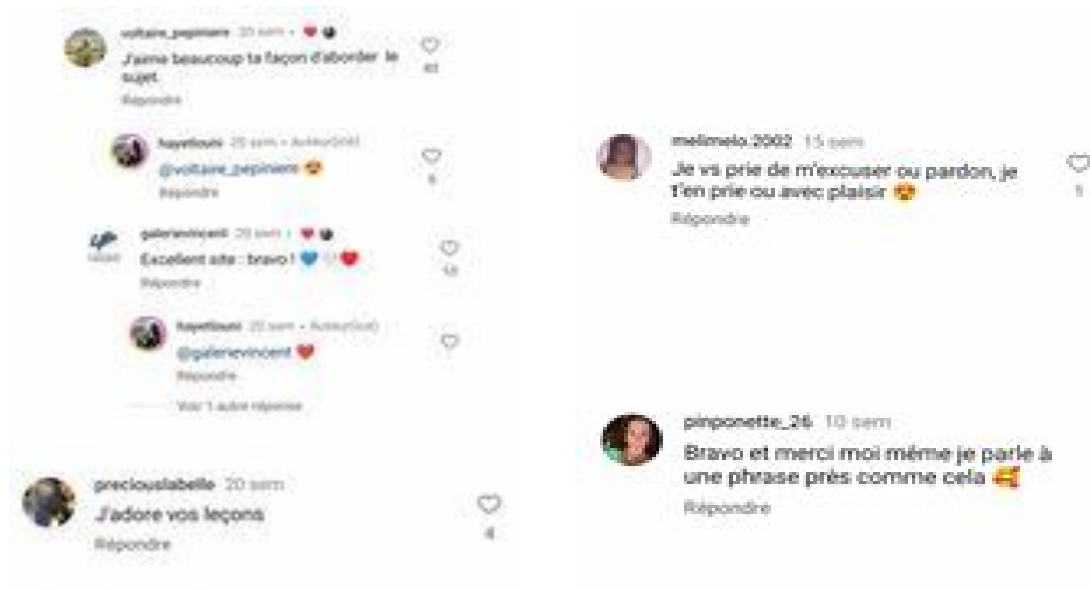 voltaire_pepiniere 20 sem
J'aime beaucoup ta façon d'aborder le
sujet
Répondre
hayetlouni 20 sem • Auteur(ice)
@voltaire_pepiniere 😍
Répondre
galerievincent 20 sem
Excellent site : bravo ! 💙🤍❤️
Répondre
hayetlouni 20 sem • Auteur(ice)
@galerievincent ❤️
Répondre
Voir 1 autre réponse
preciouslabelle 20 sem
J'adore vos leçons
Répondre
4
melimelo.2002 15 sem
Je vs prie de m'excuser ou pardon, je
t'en prie ou avec plaisir 😍
Répondre
pinponette_26 10 sem
Bravo et merci moi même je parle à
une phrase près comme cela 🥰
Répondre